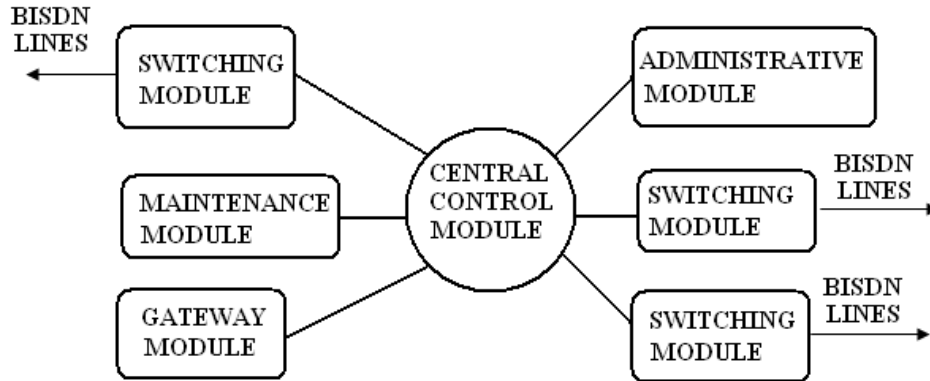 BISDN
LINES
SWITCHING
MODULE
ADMINISTRATIVE
MODULE
MAINTENANCE
MODULE
CENTRAL
CONTROL
MODULE
SWITCHING
MODULE
BISDN
LINES
GATEWAY
MODULE
SWITCHING
MODULE
BISDN
LINES